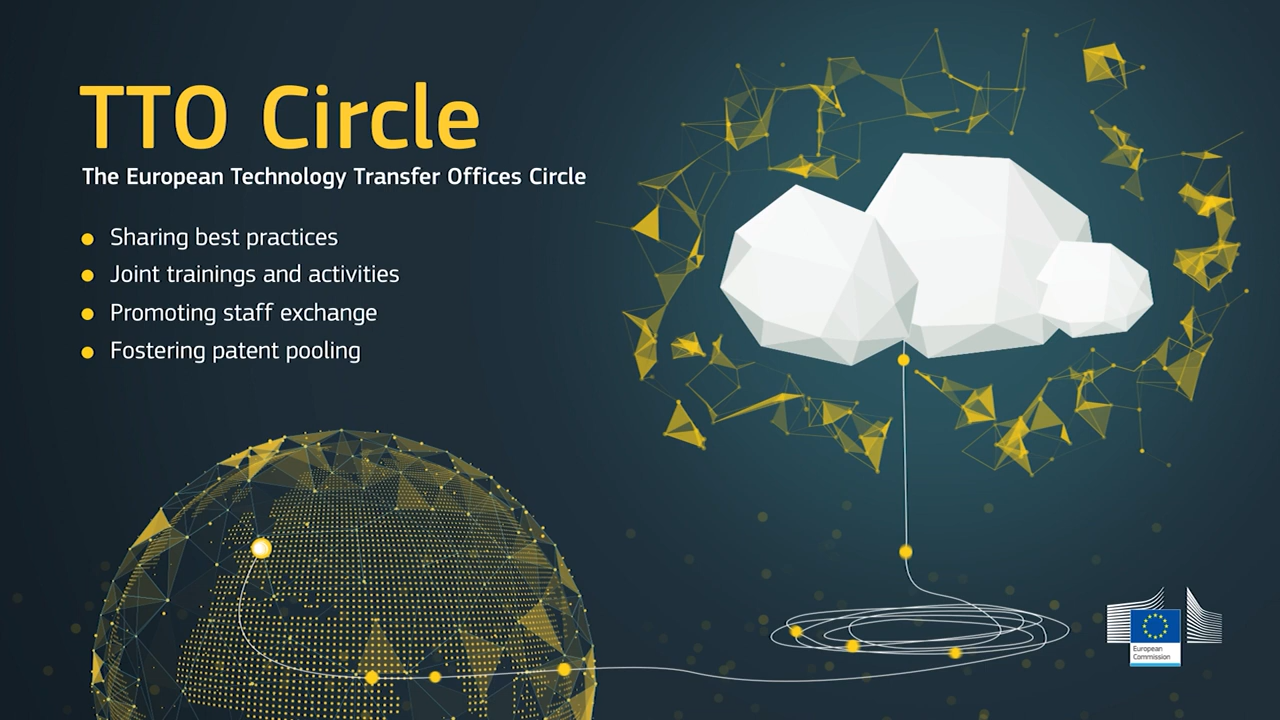 TTO Circle
The European Technology Transfer Offices Circle
Sharing best practices
Joint trainings and activities
Promoting staff exchange
Fostering patent pooling
European
Commission